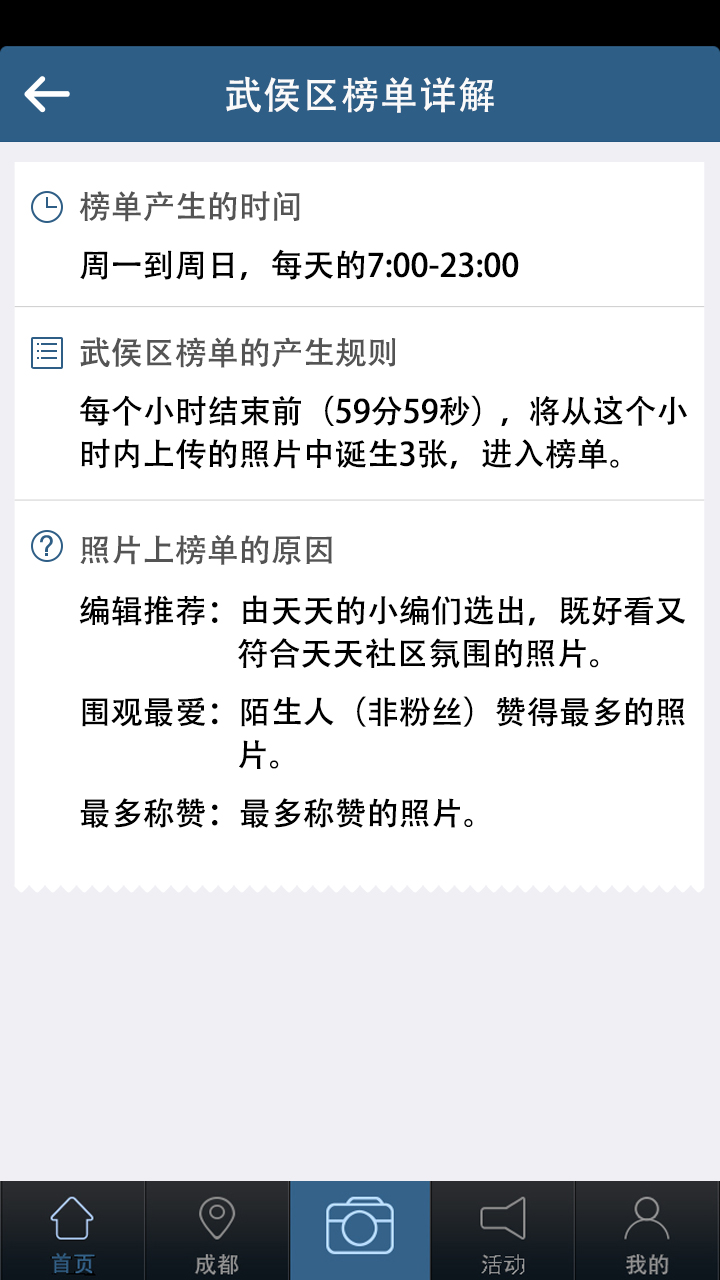 武侯区榜单详解
榜单产生的时间
周一到周日，每天的7:00-23:00
武侯区榜单的产生规则
每个小时结束前（59分59秒），将从这个小
时内上传的照片中诞生3张，进入榜单。
照片上榜单的原因
编辑推荐：由天天的小编们选出，既好看又
符合天天社区氛围的照片。
围观最爱：陌生人（非粉丝）赞得最多的照
片。
最多称赞：最多称赞的照片。
首页
成都
活动
我的